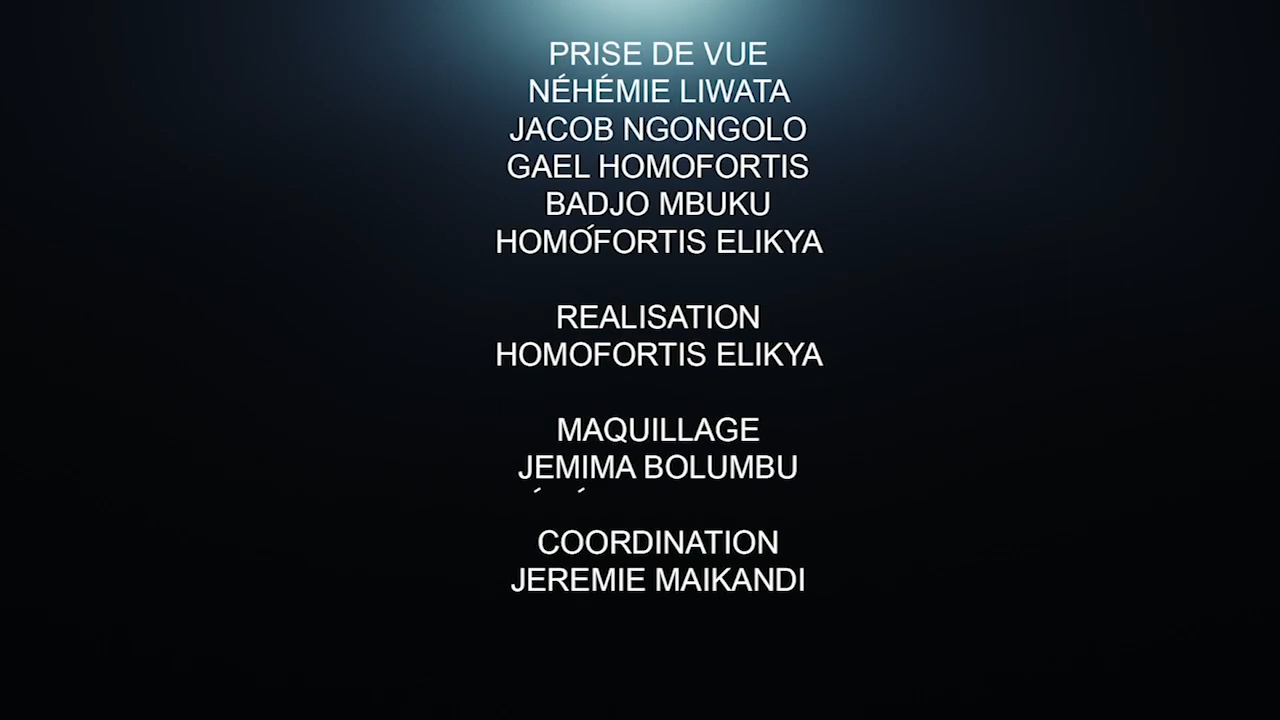 PRISE DE VUE
NÉHÉMIE LIWATA
JACOB NGONGOLO
GAEL HOMOFORTIS
BADJO MBUKU
HOMOFORTIS ELIKYA
REALISATION
HOMOFORTIS ELIKYA
MAQUILLAGE
JEMIMA BOLUMBU
COORDINATION
JEREMIE MAIKANDI